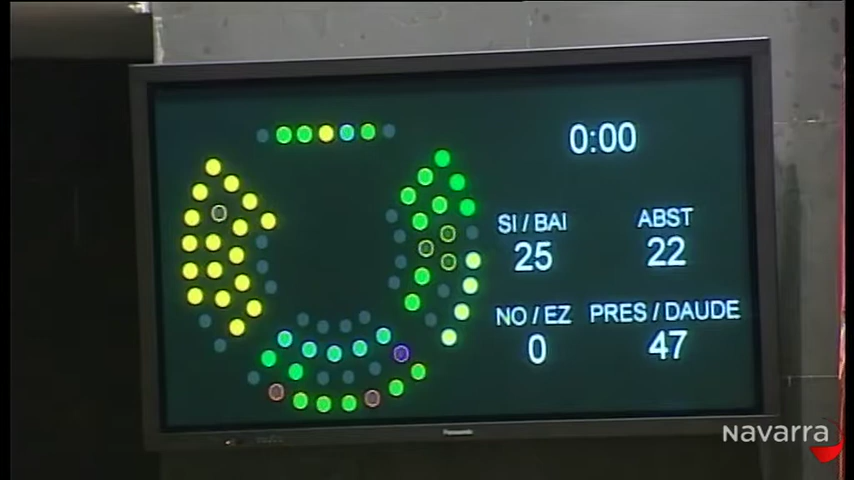 0:00
SI / BAI
25
ABST
22
NO / EZ
0
PRES / DAUDE
47
Panasonic
Navarra